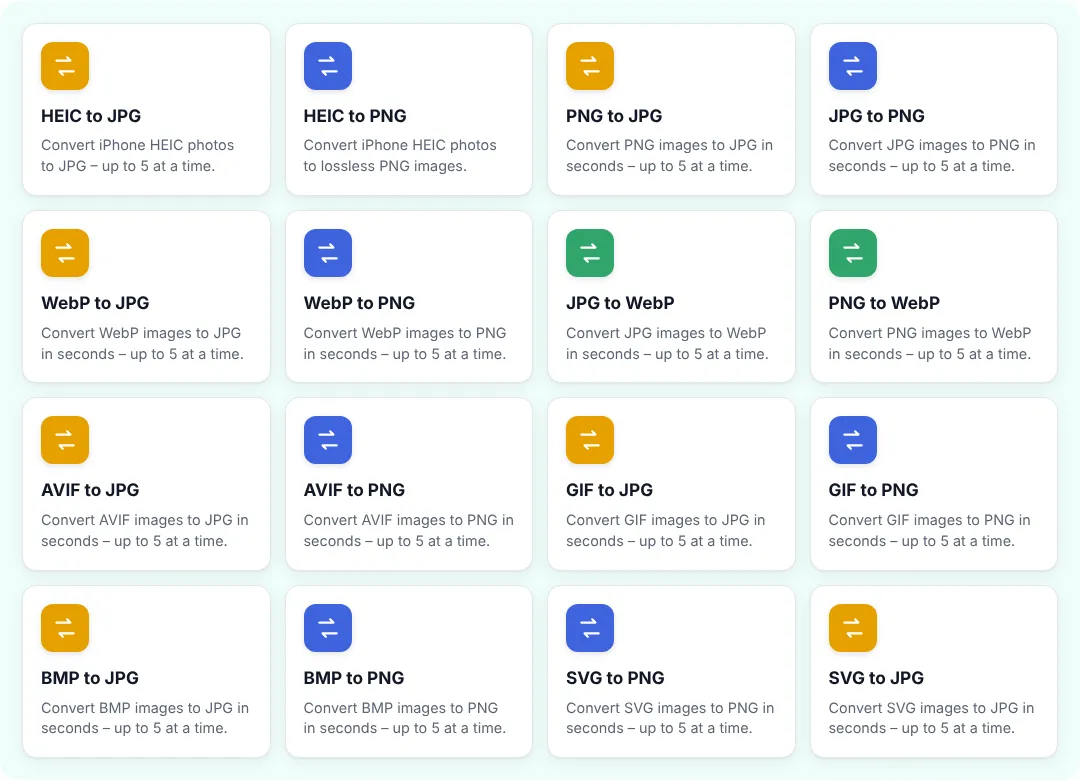 HEIC to JPG
Convert iPhone HEIC photos
to JPG – up to 5 at a time.
HEIC to PNG
Convert iPhone HEIC photos
to lossless PNG images.
PNG to JPG
Convert PNG images to JPG in
seconds – up to 5 at a time.
JPG to PNG
Convert JPG images to PNG in
seconds – up to 5 at a time.
WebP to JPG
Convert WebP images to JPG
in seconds – up to 5 at a time.
WebP to PNG
Convert WebP images to PNG
in seconds – up to 5 at a time.
JPG to WebP
Convert JPG images to WebP
in seconds – up to 5 at a time.
PNG to WebP
Convert PNG images to WebP
in seconds – up to 5 at a time.
AVIF to JPG
Convert AVIF images to JPG in
seconds – up to 5 at a time.
AVIF to PNG
Convert AVIF images to PNG in
seconds – up to 5 at a time.
GIF to JPG
Convert GIF images to JPG in
seconds – up to 5 at a time.
GIF to PNG
Convert GIF images to PNG in
seconds – up to 5 at a time.
BMP to JPG
Convert BMP images to JPG in
seconds – up to 5 at a time.
BMP to PNG
Convert BMP images to PNG
in seconds – up to 5 at a time.
SVG to PNG
Convert SVG images to PNG in
seconds – up to 5 at a time.
SVG to JPG
Convert SVG images to JPG in
seconds – up to 5 at a time.